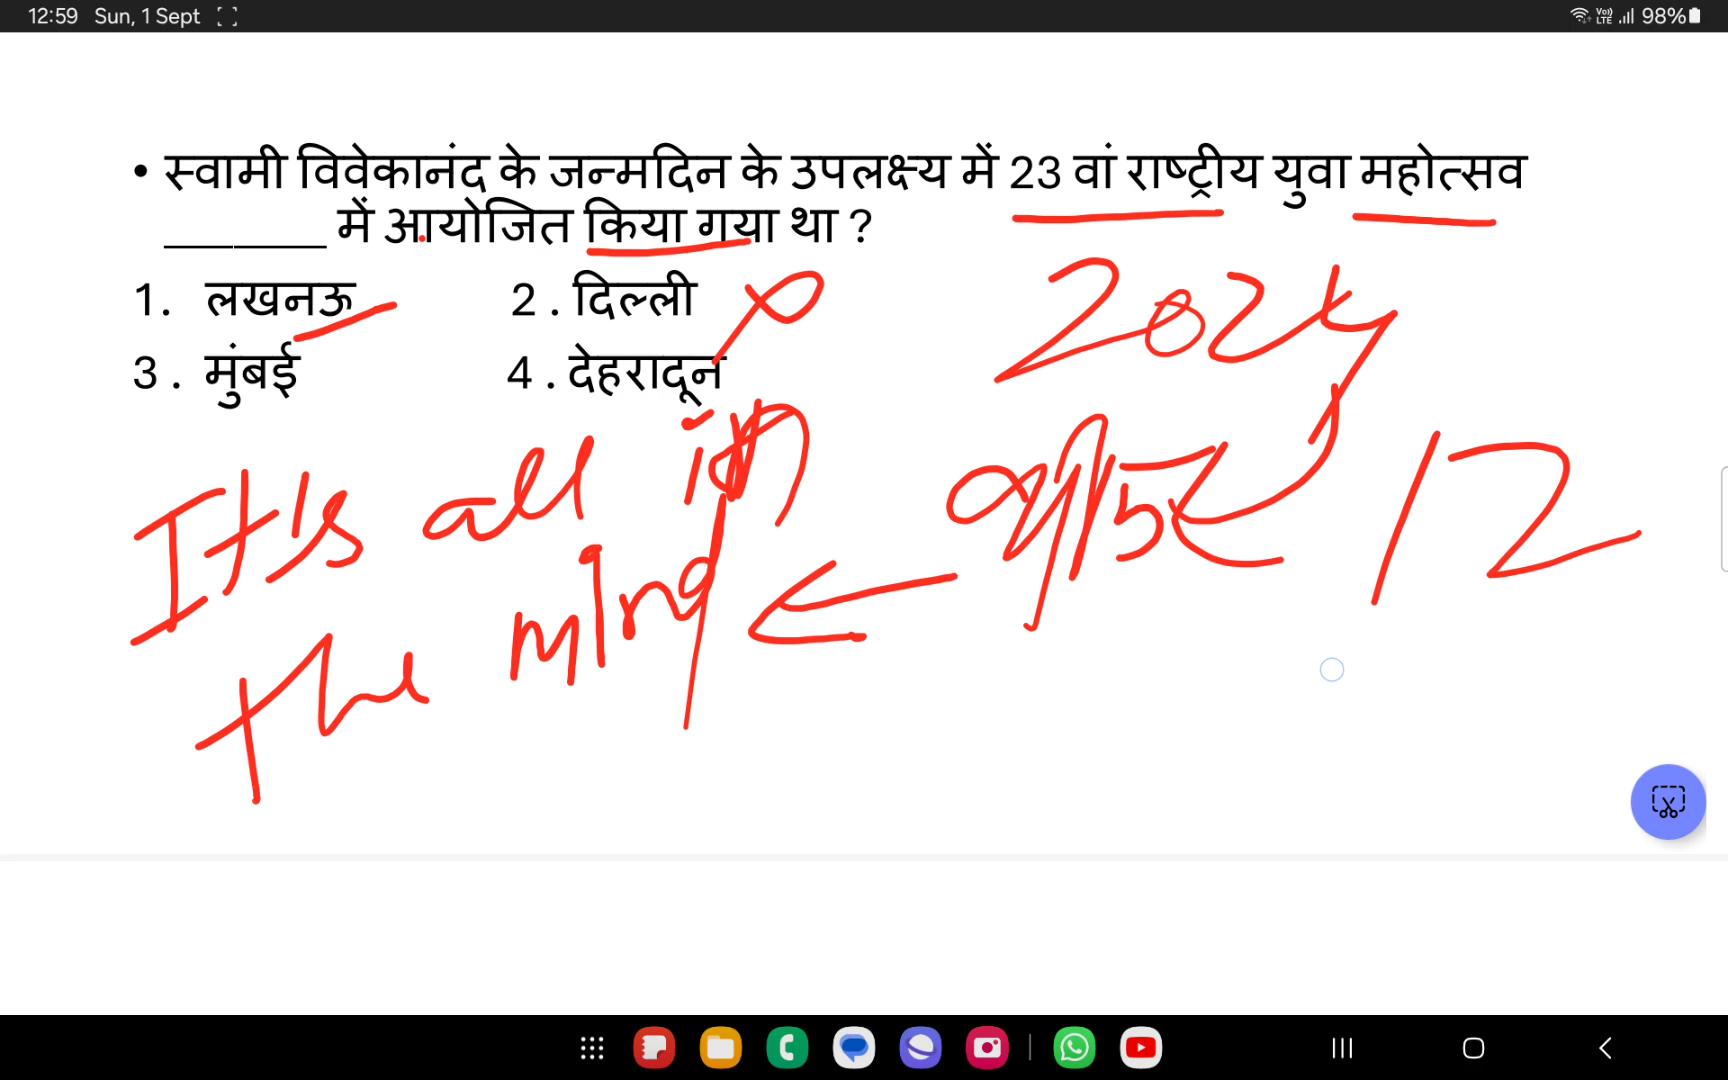 12:59 Sun, 1 Sept 98%
• स्वामी विवेकानंद के जन्मदिन के उपलक्ष्य में 23 वां राष्ट्रीय युवा महोत्सव
_______ में आयोजित किया गया था ?
1. लखनऊ 2 . दिल्ली
3 . मुंबई 4 . देहरादून
2024
It's all in
12
the mind